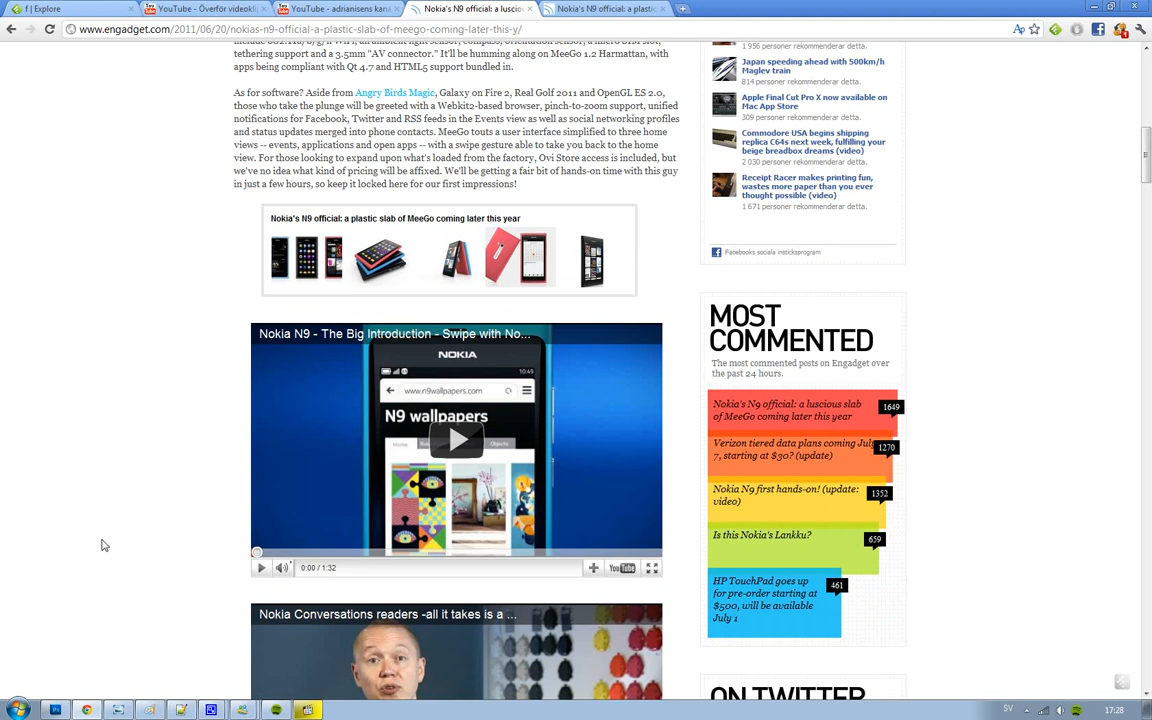 f | Explore
YouTube - Överför videokli
YouTube - adrianisens kana
Nokia's N9 official: a luscio
Nokia's N9 official: a plastic
www.engadget.com/2011/06/20/nokias-n9-official-a-plastic-slab-of-meego-coming-later-this-y/
tethering support and a 3.5mm "AV connector." It'll be humming along on MeeGo 1.2 Harmattan, with
apps being compliant with Qt 4.7 and HTML5 support bundled in.
As for software? Aside from Angry Birds Magic, Galaxy on Fire 2, Real Golf 2011 and OpenGL ES 2.0,
those who take the plunge will be greeted with a Webkit2-based browser, pinch-to-zoom support, unified
notifications for Facebook, Twitter and RSS feeds in the Events view as well as social networking profiles
and status updates merged into phone contacts. MeeGo touts a user interface simplified to three home
views -- events, applications and open apps -- with a swipe gesture able to take you back to the home
view. For those looking to expand upon what's loaded from the factory, Ovi Store access is included, but
we've no idea what kind of pricing will be affixed. We'll be getting a fair bit of hands-on time with this guy
in just a few hours, so keep it locked here for our first impressions!
Nokia's N9 official: a plastic slab of MeeGo coming later this year
Nokia N9 - The Big Introduction - Swipe with No...
NOKIA
10:49
www.n9wallpapers.com
N9 wallpapers
Objects
0:00 / 1:32
YouTube
Nokia Conversations readers -all it takes is a ...
1 956 personer rekommenderar detta.
Japan speeding ahead with 500km/h
Maglev train
814 personer rekommenderar detta.
Apple Final Cut Pro X now available on
Mac App Store
309 personer rekommenderar detta.
Commodore USA begins shipping
replica C64s next week, fulfilling your
beige breadbox dreams (video)
2 030 personer rekommenderar detta.
Receipt Racer makes printing fun,
wastes more paper than you ever
thought possible (video)
1 671 personer rekommenderar detta.
Facebooks sociala insticksprogram
MOST
COMMENTED
The most commented posts on Engadget over
the past 24 hours.
Nokia's N9 official: a luscious slab
of MeeGo coming later this year
1649
Verizon tiered data plans coming July
7, starting at $30? (update)
1270
Nokia N9 first hands-on! (update:
video)
1352
Is this Nokia's Lankku?
659
HP TouchPad goes up
for pre-order starting at
$500, will be available
July 1
461
ON TWITTER
SV
17:28